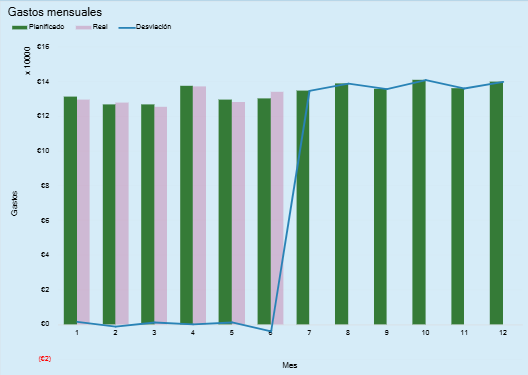 Gastos mensuales
Planificado Real Desviación
x 10000
€16
€14
€12
€10
€8
€6
€4
€2
€0
(€2)
Gastos
1 2 3 4 5 6 7 8 9 10 11 12
Mes